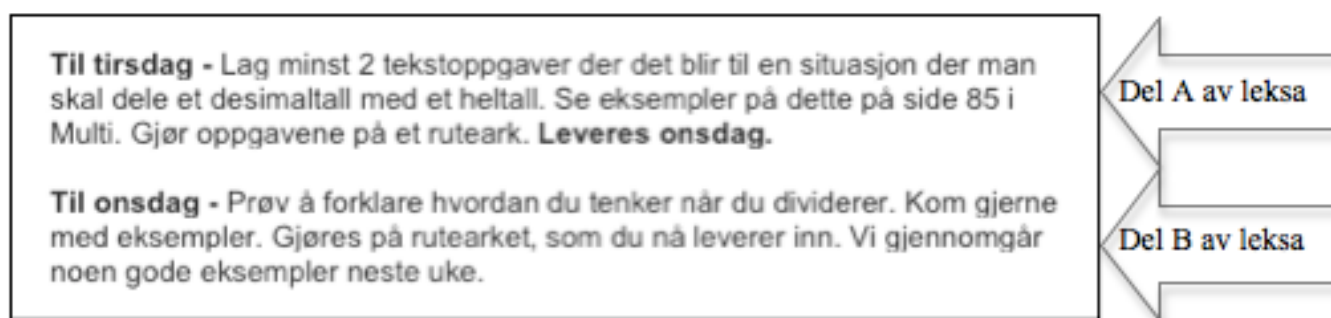 Til tirsdag - Lag minst 2 tekstoppgaver der det blir til en situasjon der man
skal dele et desimaltall med et heltall. Se eksempler på dette på side 85 i
Multi. Gjør oppgavene på et ruteark. Leveres onsdag.
Del A av leksa
Til onsdag - Prøv å forklare hvordan du tenker når du dividerer. Kom gjerne
med eksempler. Gjøres på rutearket, som du nå leverer inn. Vi gjennomgår
noen gode eksempler neste uke.
Del B av leksa